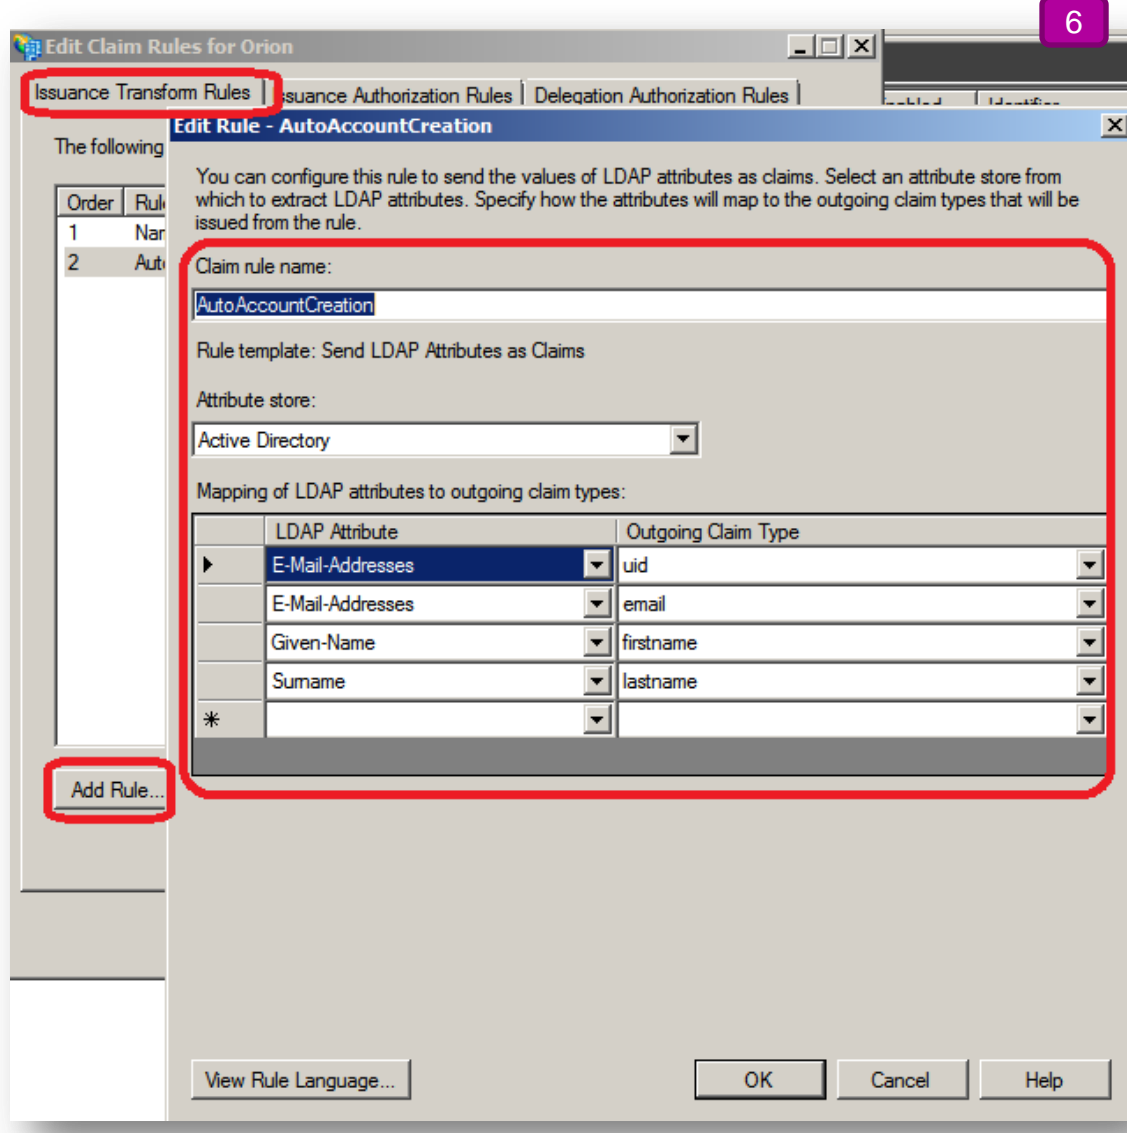 6
Edit Claim Rules for Orion
Issuance Transform Rules
Issuance Authorization Rules
Delegation Authorization Rules
Identifier
Edit Rule - AutoAccountCreation
The following
You can configure this rule to send the values of LDAP attributes as claims. Select an attribute store from
which to extract LDAP attributes. Specify how the attributes will map to the outgoing claim types that will be
issued from the rule.
Order
1
2
Claim rule name:
AutoAccountCreation
Rule template: Send LDAP Attributes as Claims
Attribute store:
Active Directory
Mapping of LDAP attributes to outgoing claim types:
LDAP Attribute Outgoing Claim Type
E-Mail-Addresses uid
E-Mail-Addresses email
Given-Name firstname
Surname lastname
*
Add Rule...
View Rule Language...
OK
Cancel
Help